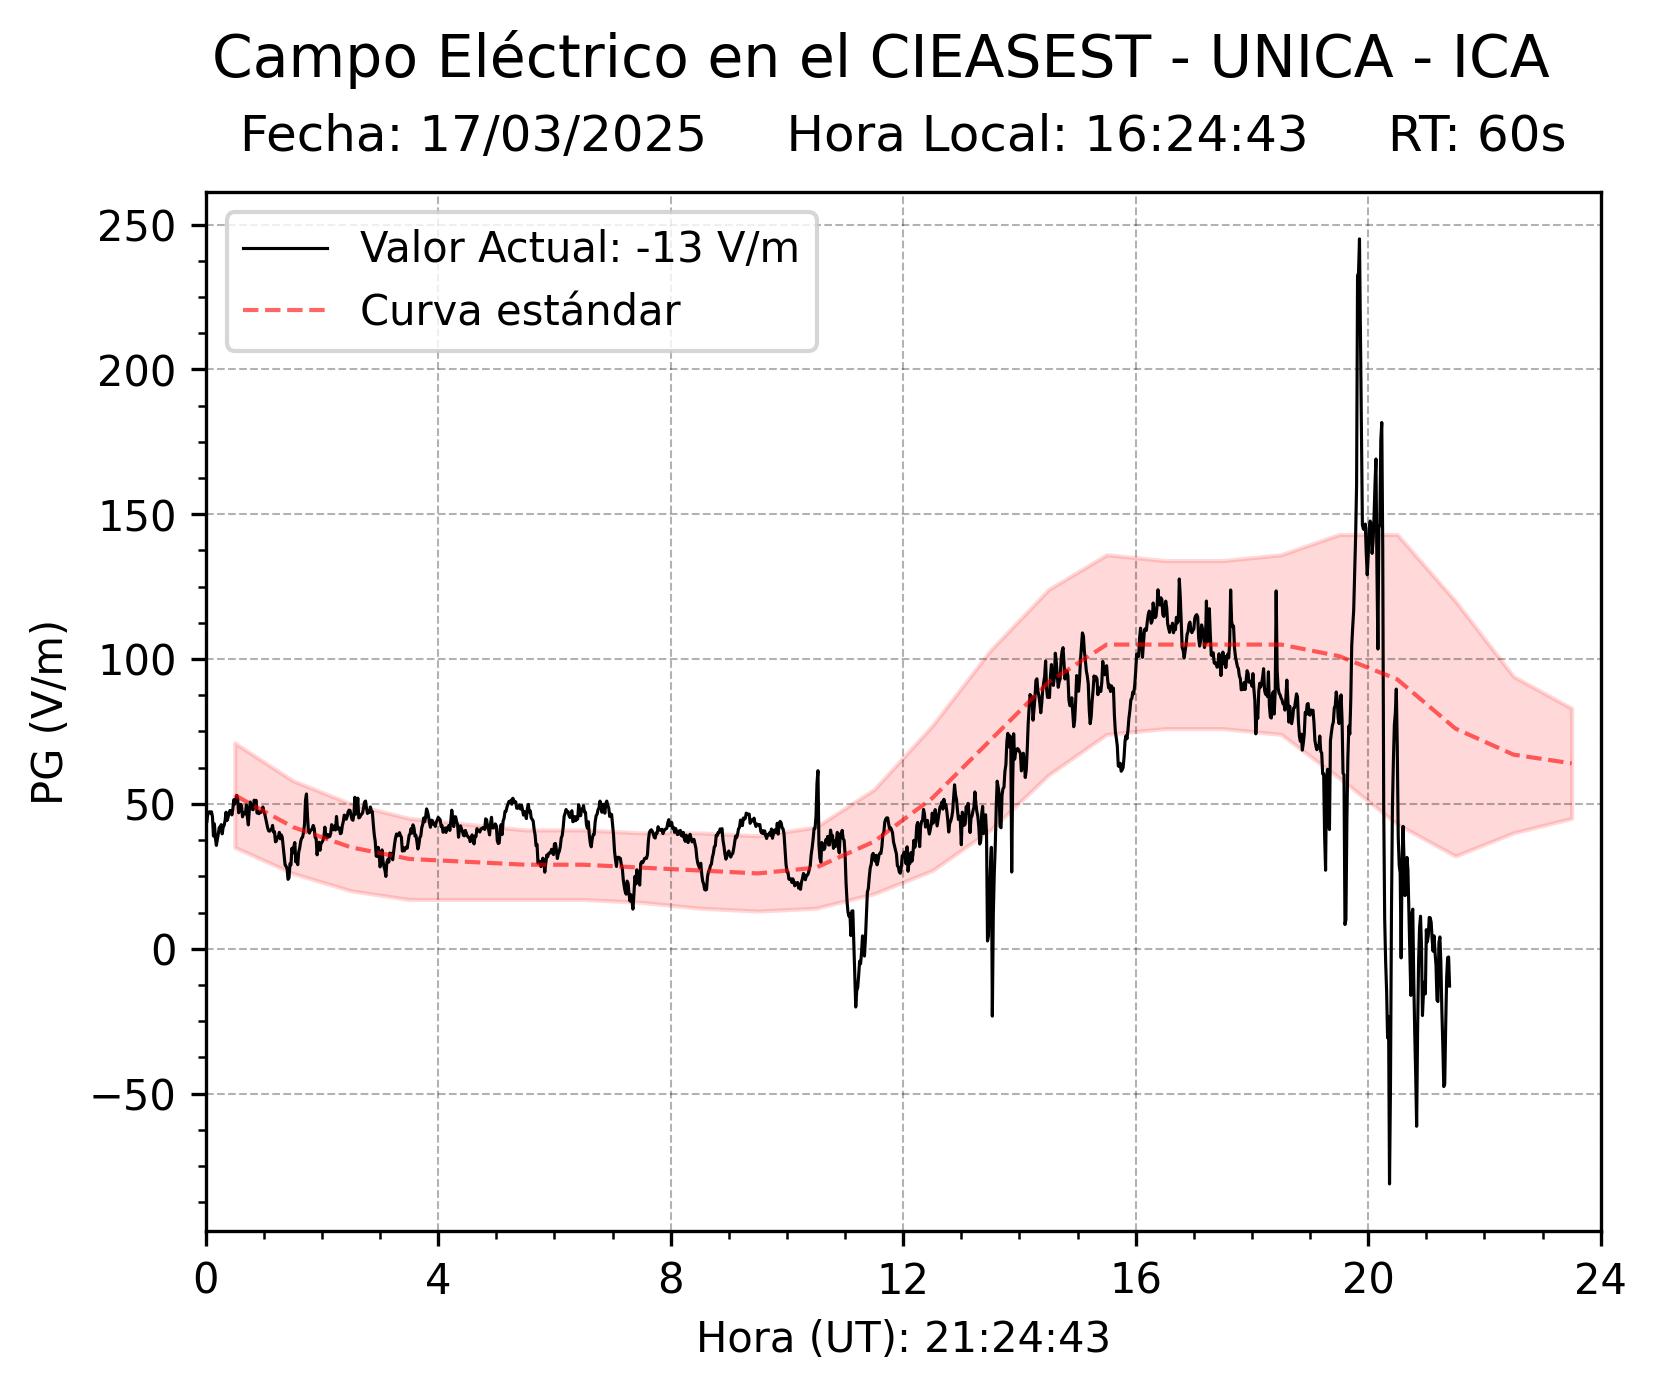 Campo Eléctrico en el CIEASEST - UNICA - ICA
Fecha: 17/03/2025 Hora Local: 16:24:43 RT: 60s
Valor Actual: -13 V/m
Curva estándar
PG (V/m)
250
200
150
100
50
0
−50
0 4 8 12 16 20 24
Hora (UT): 21:24:43